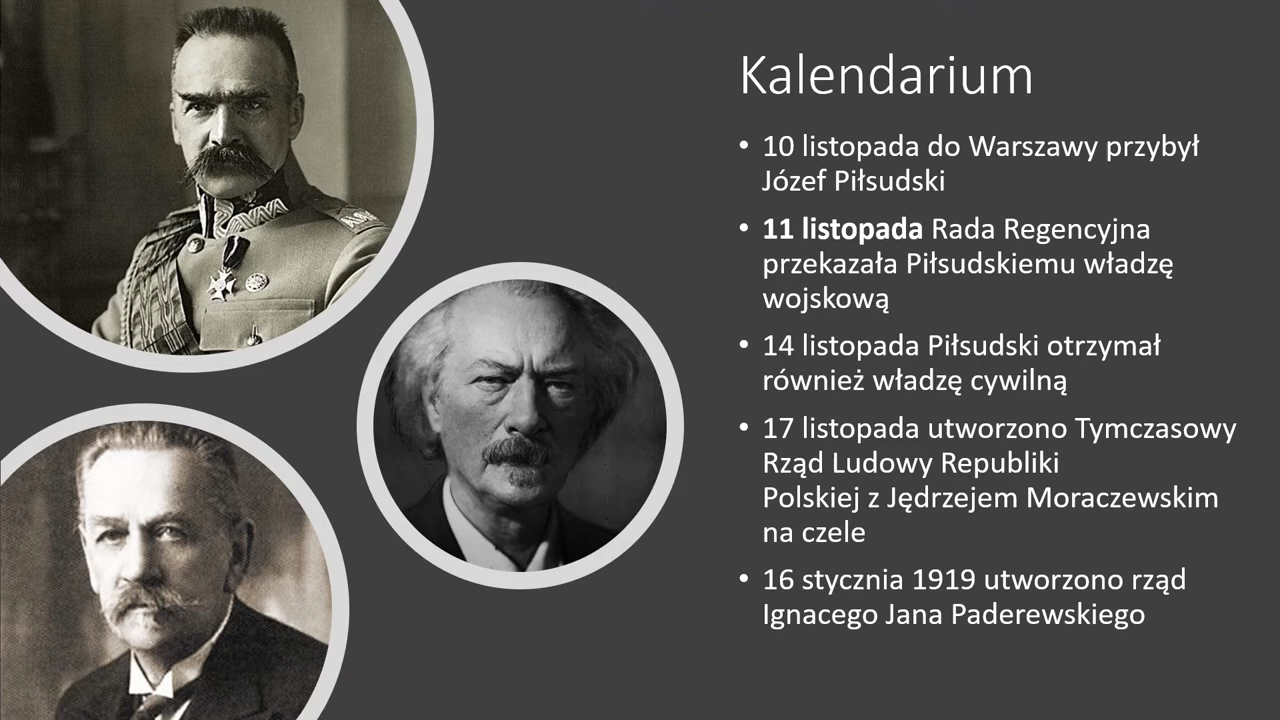 Kalendarium
• 10 listopada do Warszawy przybył
Józef Piłsudski
• 11 listopada Rada Regencyjna
przekazała Piłsudskiemu władzę
wojskową
• 14 listopada Piłsudski otrzymał
również władzę cywilną
• 17 listopada utworzono Tymczasowy
Rząd Ludowy Republiki
Polskiej z Jędrzejem Moraczewskim
na czele
• 16 stycznia 1919 utworzono rząd
Ignacego Jana Paderewskiego